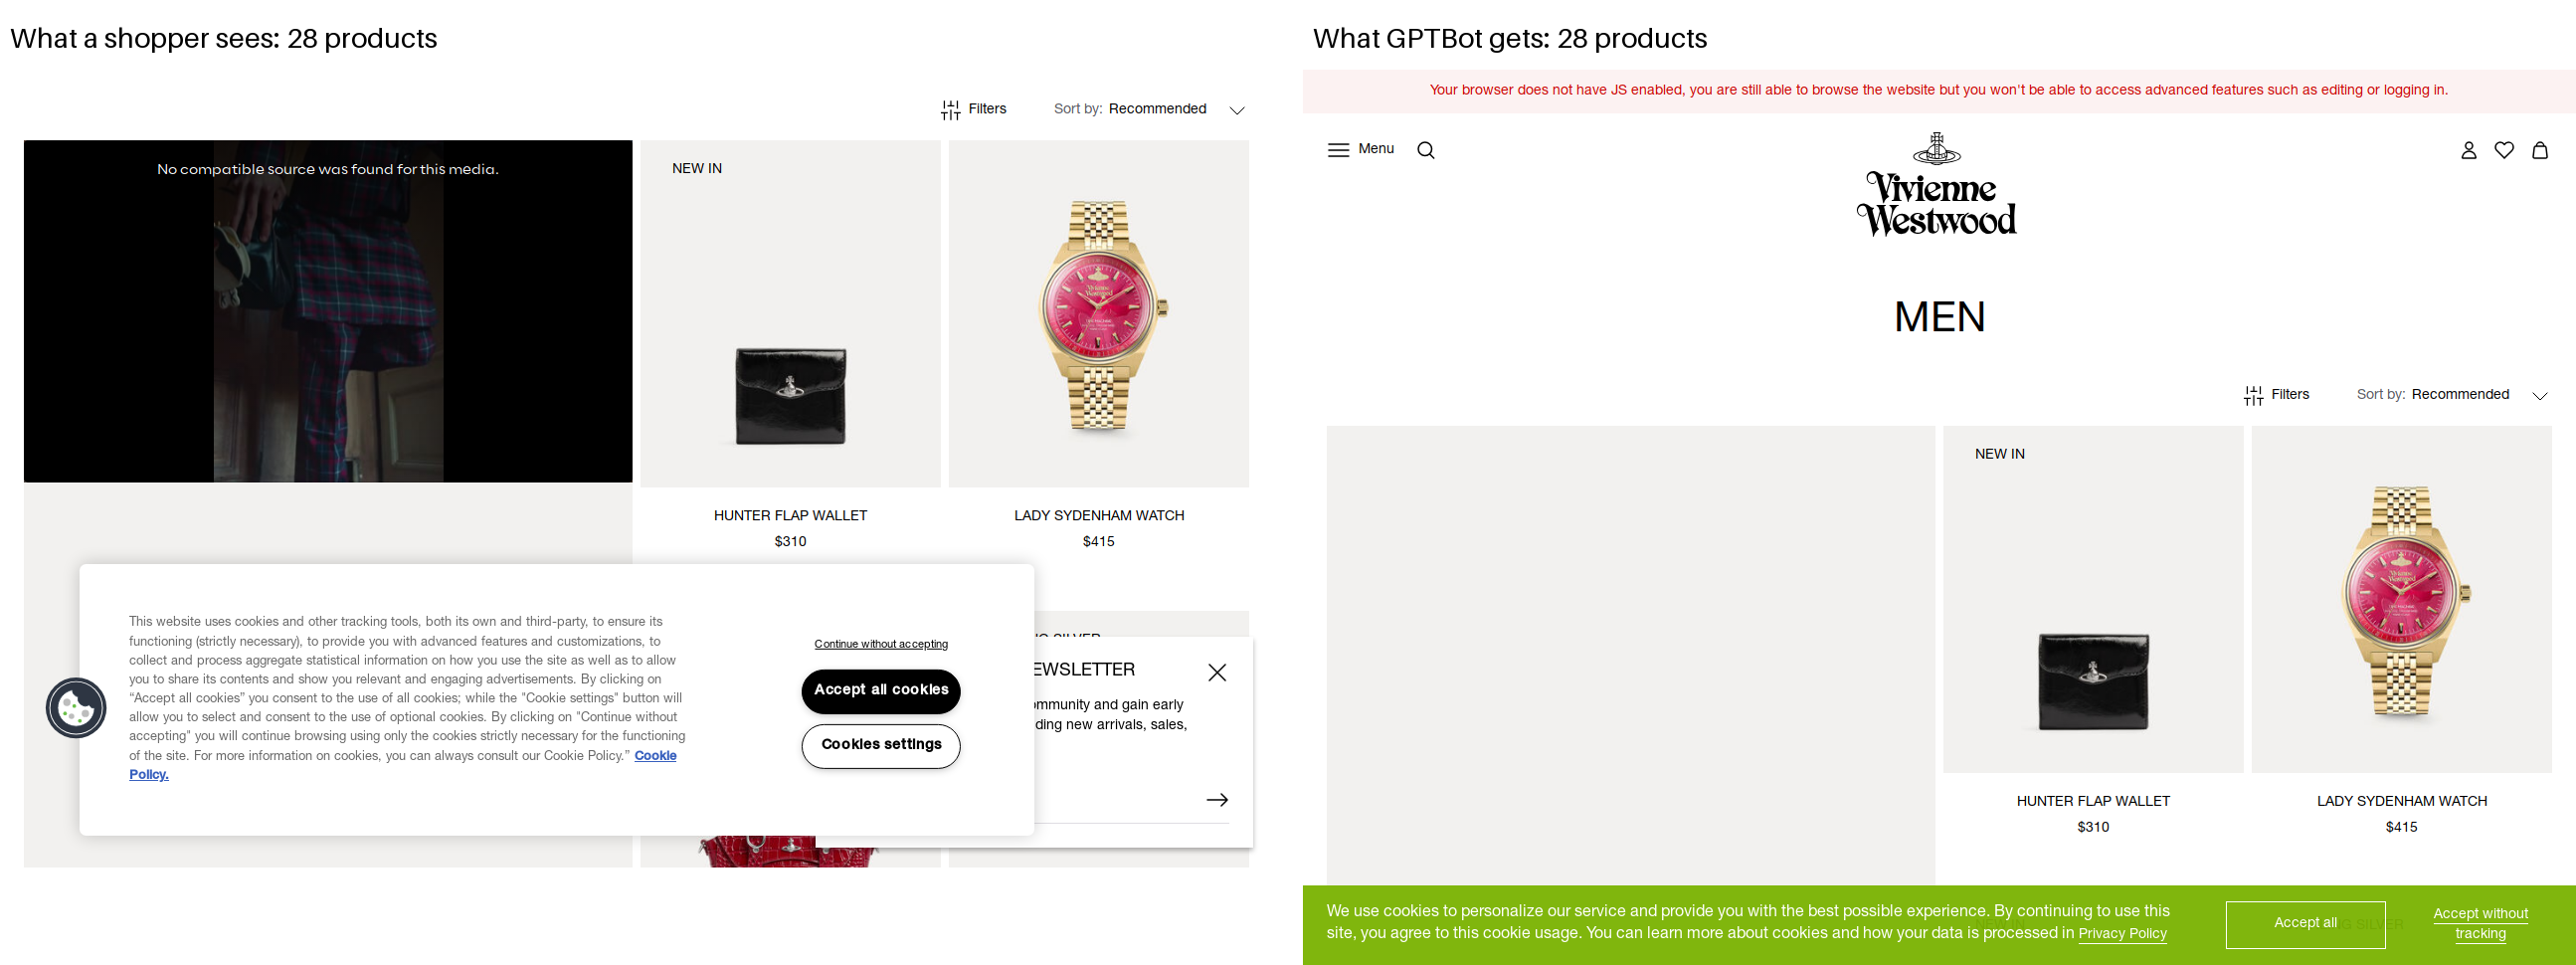 What a shopper sees: 28 products
Filters
Sort by: Recommended
No compatible source was found for this media.
NEW IN
HUNTER FLAP WALLET
$310
LADY SYDENHAM WATCH
$415
This website uses cookies and other tracking tools, both its own and third-party, to ensure its
functioning (strictly necessary), to provide you with advanced features and customizations, to
collect and process aggregate statistical information on how you use the site as well as to allow
you to share its contents and show you relevant and engaging advertisements. By clicking on
“Accept all cookies” you consent to the use of all cookies; while the "Cookie settings" button will
allow you to select and consent to the use of optional cookies. By clicking on "Continue without
accepting" you will continue browsing using only the cookies strictly necessary for the functioning
of the site. For more information on cookies, you can always consult our Cookie Policy.” Cookie
Policy.
Continue without accepting
Accept all cookies
Cookies settings
EWSLETTER
ommunity and gain early
ding new arrivals, sales,
What GPTBot gets: 28 products
Your browser does not have JS enabled, you are still able to browse the website but you won't be able to access advanced features such as editing or logging in.
Menu
Vivienne
Westwood
MEN
Filters
Sort by: Recommended
NEW IN
HUNTER FLAP WALLET
$310
LADY SYDENHAM WATCH
$415
We use cookies to personalize our service and provide you with the best possible experience. By continuing to use this
site, you agree to this cookie usage. You can learn more about cookies and how your data is processed in Privacy Policy
Accept all
Accept without
tracking